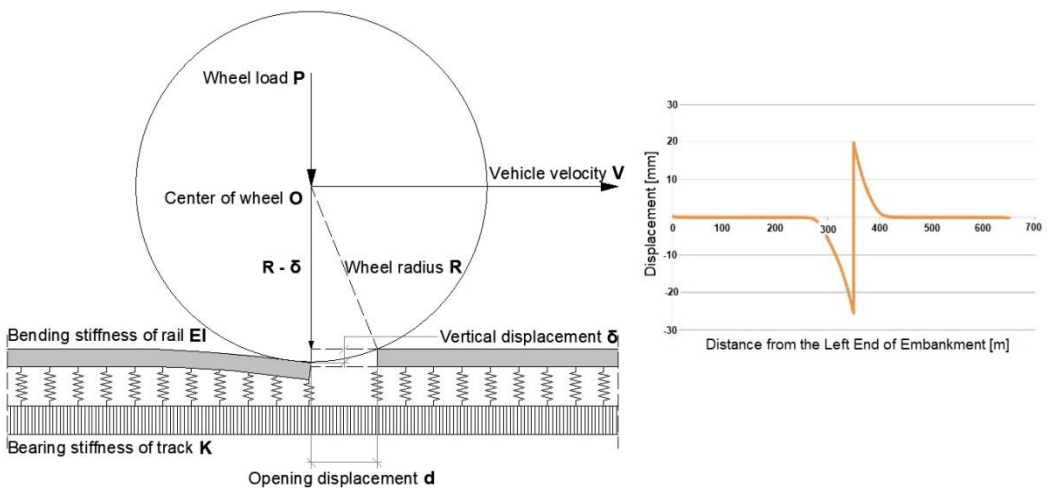 Wheel load P
Vehicle velocity V
Center of wheel O
R - δ
Wheel radius R
Bending stiffness of rail EI
Vertical displacement δ
Bearing stiffness of track K
Opening displacement d
30
20
10
0
-10
-20
-30
0
100
200
300
400
500
600
700
Displacement [mm]
Distance from the Left End of Embankment [m]